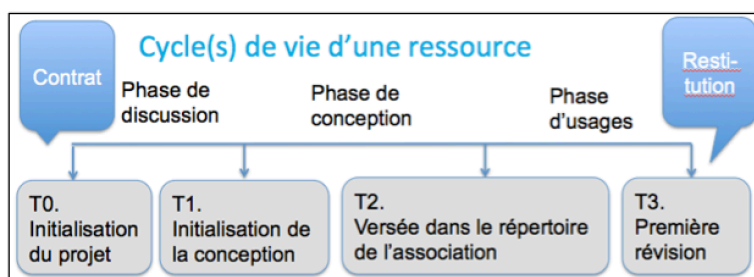 Cycle(s) de vie d'une ressource
Contrat
Resti-
tution
Phase de
discussion
Phase de
conception
Phase
d'usages
T0.
Initialisation
du projet
T1.
Initialisation de
la conception
T2.
Versée dans le répertoire
de l'association
T3.
Première
révision